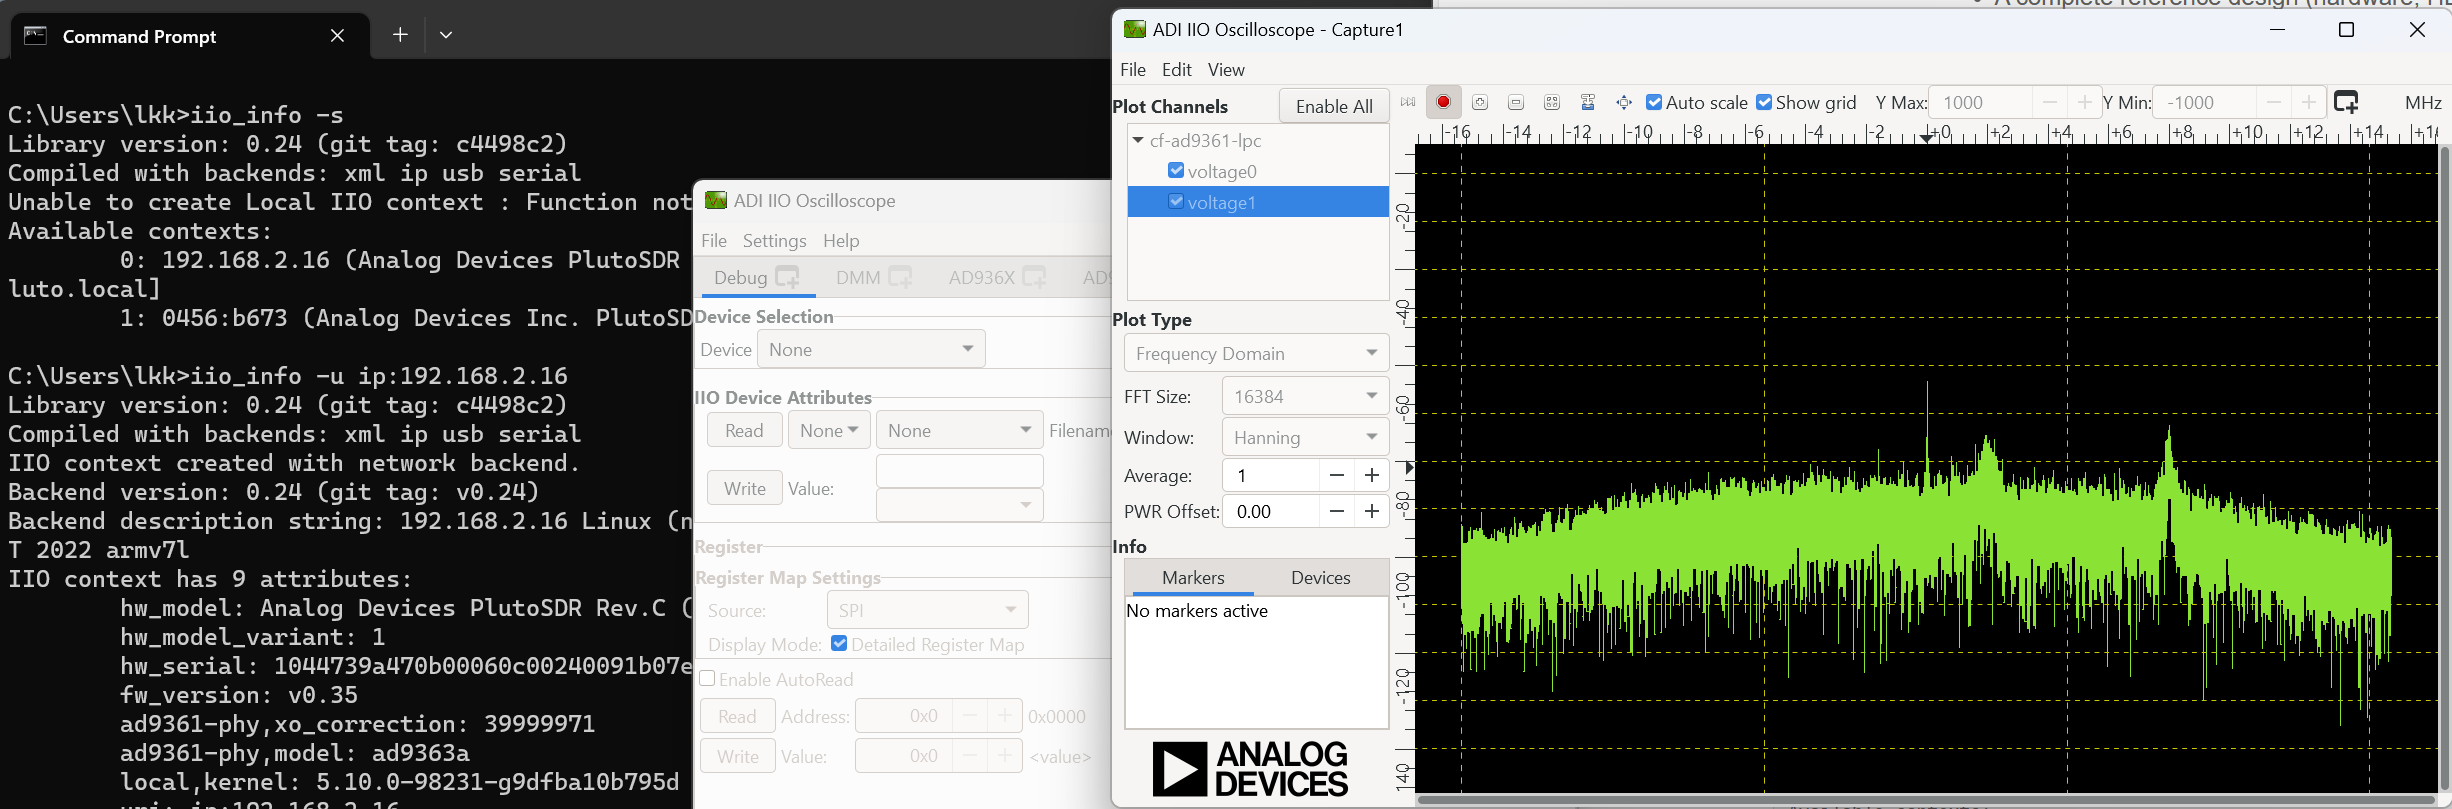 Command Prompt
C:\Users\lkk>iio_info -s
Library version: 0.24 (git tag: c4498c2)
Compiled with backends: xml ip usb serial
Unable to create Local IIO context : Function not
Available contexts:
0: 192.168.2.16 (Analog Devices PlutoSDR
luto.local]
1: 0456:b673 (Analog Devices Inc. PlutoSD
C:\Users\lkk>iio_info -u ip:192.168.2.16
Library version: 0.24 (git tag: c4498c2)
Compiled with backends: xml ip usb serial
IIO context created with network backend.
Backend version: 0.24 (git tag: v0.24)
Backend description string: 192.168.2.16 Linux (n
T 2022 armv7l
IIO context has 9 attributes:
hw_model: Analog Devices PlutoSDR Rev.C (
hw_model_variant: 1
hw_serial: 1044739a470b00060c00240091b07e
fw_version: v0.35
ad9361-phy,xo_correction: 39999971
ad9361-phy,model: ad9363a
local,kernel: 5.10.0-98231-g9dfba10b795d
uri: ip:192.168.2.16
ADI IIO Oscilloscope
File Settings Help
Debug DMM AD936X AD9
Device Selection
Device None
IIO Device Attributes
Read None None Filename
Write Value:
Register
Register Map Settings
Source: SPI
Display Mode: Detailed Register Map
Enable AutoRead
Read Address: 0x0 0x0000
Write Value: 0x0 <value>
ADI IIO Oscilloscope - Capture1
File Edit View
Plot Channels Enable All
cf-ad9361-lpc
voltage0
voltage1
Plot Type
Frequency Domain
FFT Size: 16384
Window: Hanning
Average: 1
PWR Offset: 0.00
Info
Markers Devices
No markers active
ANALOG
DEVICES
Auto scale Show grid Y Max: 1000 Y Min: -1000 MHz
-16 -14 -12 -10 -8 -6 -4 -2 +0 +2 +4 +6 +8 +10 +12 +14 +16
-20
-40
-60
-80
-100
-120
140